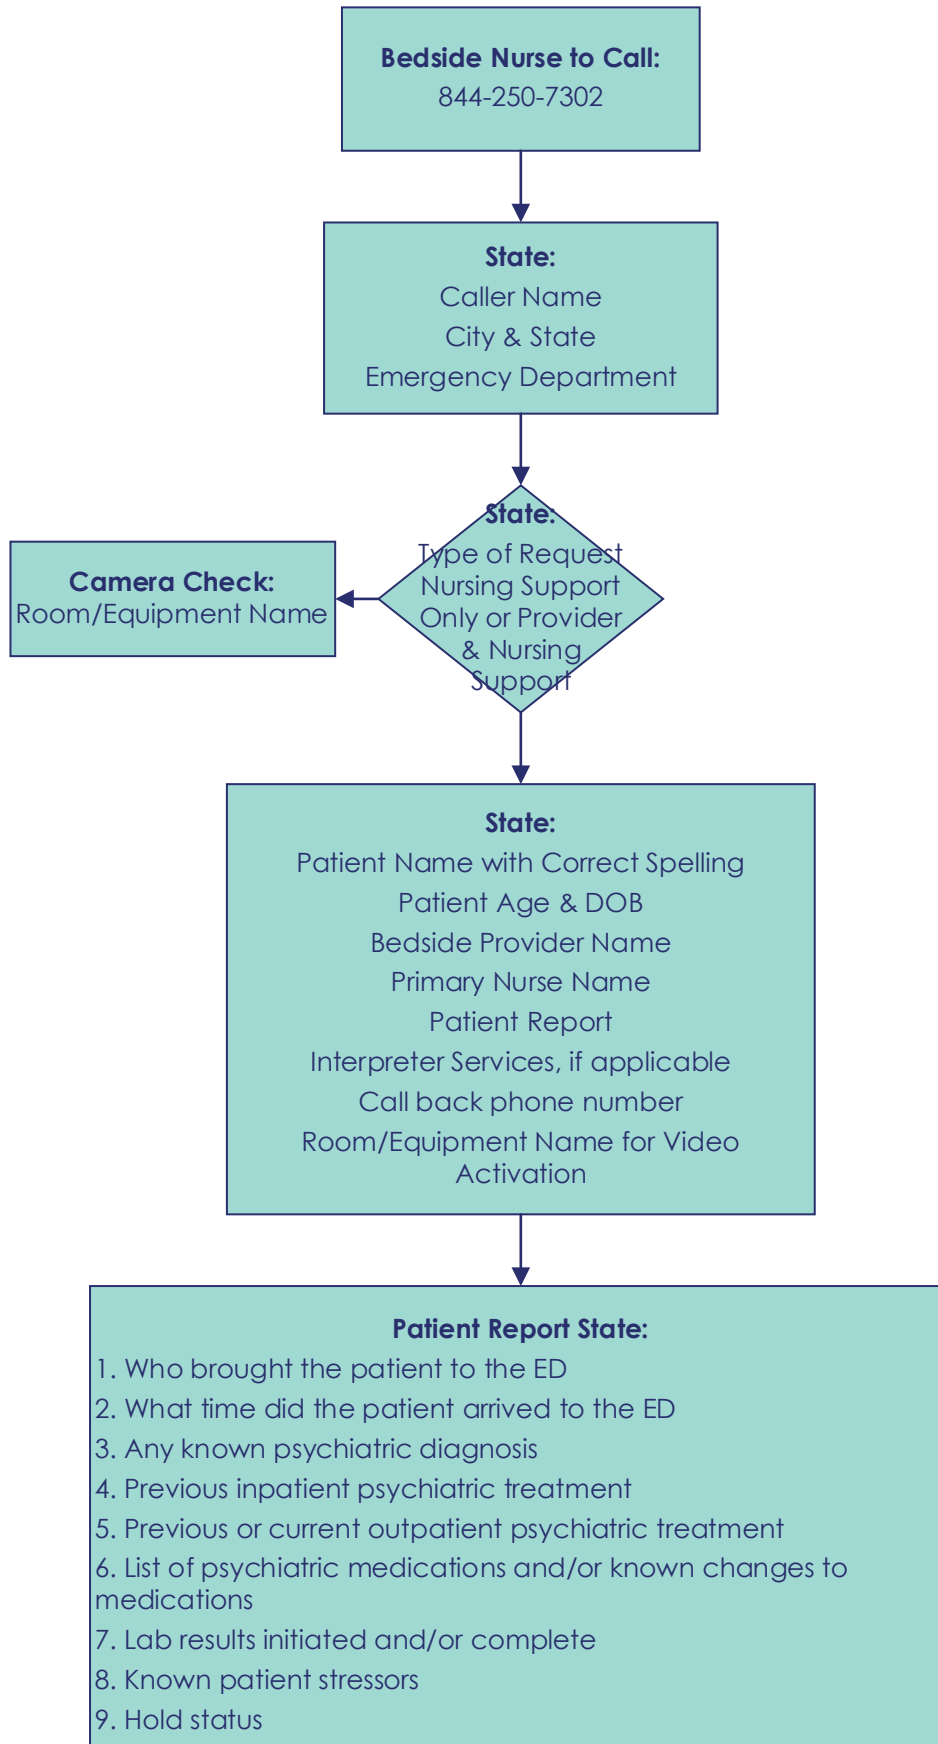 Bedside Nurse to Call:
844-250-7302
State:
Caller Name
City & State
Emergency Department
State:
Type of Request
Nursing Support
Only or Provider
& Nursing
Support
Camera Check:
Room/Equipment Name
State:
Patient Name with Correct Spelling
Patient Age & DOB
Bedside Provider Name
Primary Nurse Name
Patient Report
Interpreter Services, if applicable
Call back phone number
Room/Equipment Name for Video
Activation
Patient Report State:
1. Who brought the patient to the ED
2. What time did the patient arrived to the ED
3. Any known psychiatric diagnosis
4. Previous inpatient psychiatric treatment
5. Previous or current outpatient psychiatric treatment
6. List of psychiatric medications and/or known changes to
medications
7. Lab results initiated and/or complete
8. Known patient stressors
9. Hold status